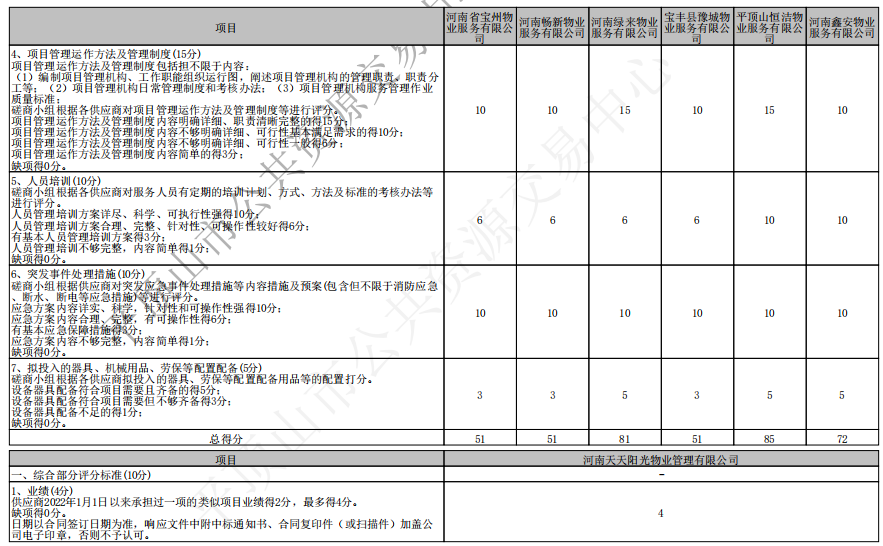 项目
河南省宝州物业服务有限公司
河南畅新物业服务有限公司
河南绿来物业服务有限公司
宝丰县豫城物业服务有限公司
平顶山恒洁物业服务有限公司
河南鑫安物业服务有限公司
4、项目管理运作方法及管理制度(15分)
项目管理运作方法及管理制度包括担不限于内容:
(1)编制项目管理机构、工作职能组织运行图,阐述项目管理机构的管理职责、职责分
工等;(2)项目管理机构日常管理制度和考核办法;(3)项目管理机构服务管理作业
质量标准;
磋商小组根据各供应商对项目管理运作方法及管理制度等进行评分。
项目管理运作方法及管理制度内容明确详细、职责清晰完整的得15分;
项目管理运作方法及管理制度内容不够明确详细、可行性基本满足需求的得10分;
项目管理运作方法及管理制度内容不够明确详细、可行性一般得6分;
项目管理运作方法及管理制度内容简单的得3分;
缺项得0分。
10 10 15 10 15 10
5、人员培训(10分)
磋商小组根据各供应商对服务人员有定期的培训计划、方式、方法及标准的考核办法等
进行评分。
人员管理培训方案详尽、科学、可执行性强得10分;
人员管理培训方案合理、完整、针对性、可操作性较好得6分;
有基本人员管理培训方案得3分;
人员管理培训不够完整,内容简单得1分;
缺项得0分。
6 6 6 6 10 10
6、突发事件处理措施(10分)
磋商小组根据供应商对突发应急事件处理措施等内容措施及预案(包含但不限于消防应急
、断水、断电等应急措施)等进行评分。
应急方案内容详实、科学,针对性和可操作性强得10分;
应急方案内容合理、完整,有可操作性得6分;
有基本应急保障措施得3分;
应急方案内容不够完整,内容简单得1分;
缺项得0分。
10 10 10 10 10 10
7、拟投入的器具、机械用品、劳保等配置配备(5分)
磋商小组根据各供应商拟投入的器具、劳保等配置配备用品等的配置打分。
设备器具配备符合项目需要且齐备的得5分;
设备器具配备符合项目需要但不够齐备得3分;
设备器具配备不足的得1分;
缺项得0分。
3 3 5 3 5 5
总得分 51 51 81 51 85 72
项目 河南天天阳光物业管理有限公司
一、综合部分评分标准(10分) -
1、业绩(4分)
供应商2022年1月1日以来承担过一项的类似项目业绩得2分,最多得4分。
缺项得0分。
日期以合同签订日期为准,响应文件中附中标通知书、合同复印件(或扫描件)加盖公
司电子印章,否则不予认可。
4
平顶山市公共资源交易中心
平顶山市公共资源交易中心